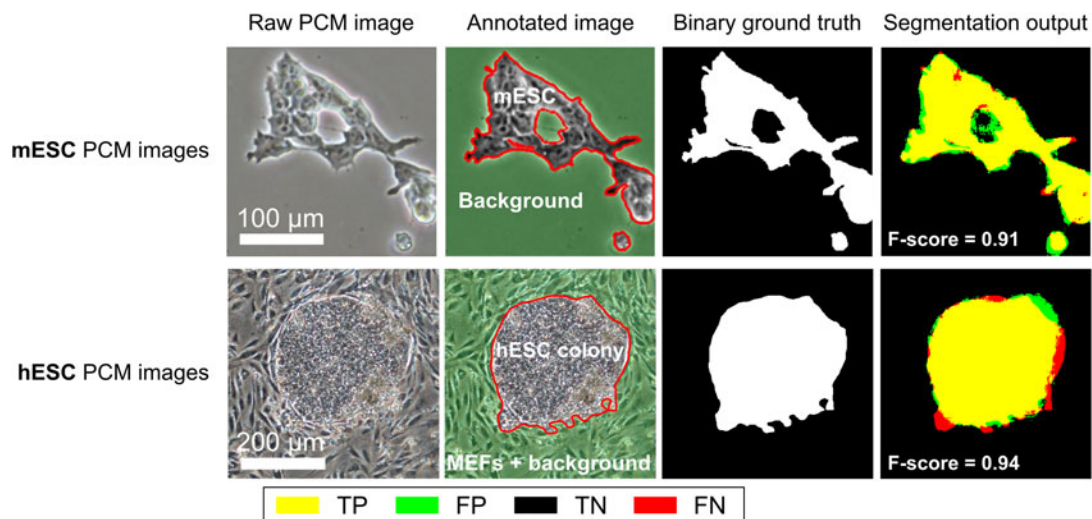 Raw PCM image Annotated image Binary ground truth Segmentation output
mESC PCM images
mESC
Background
100 µm
F-score = 0.91
hESC PCM images
hESC colony
200 µm
MEFs + background
F-score = 0.94
TP FP TN FN